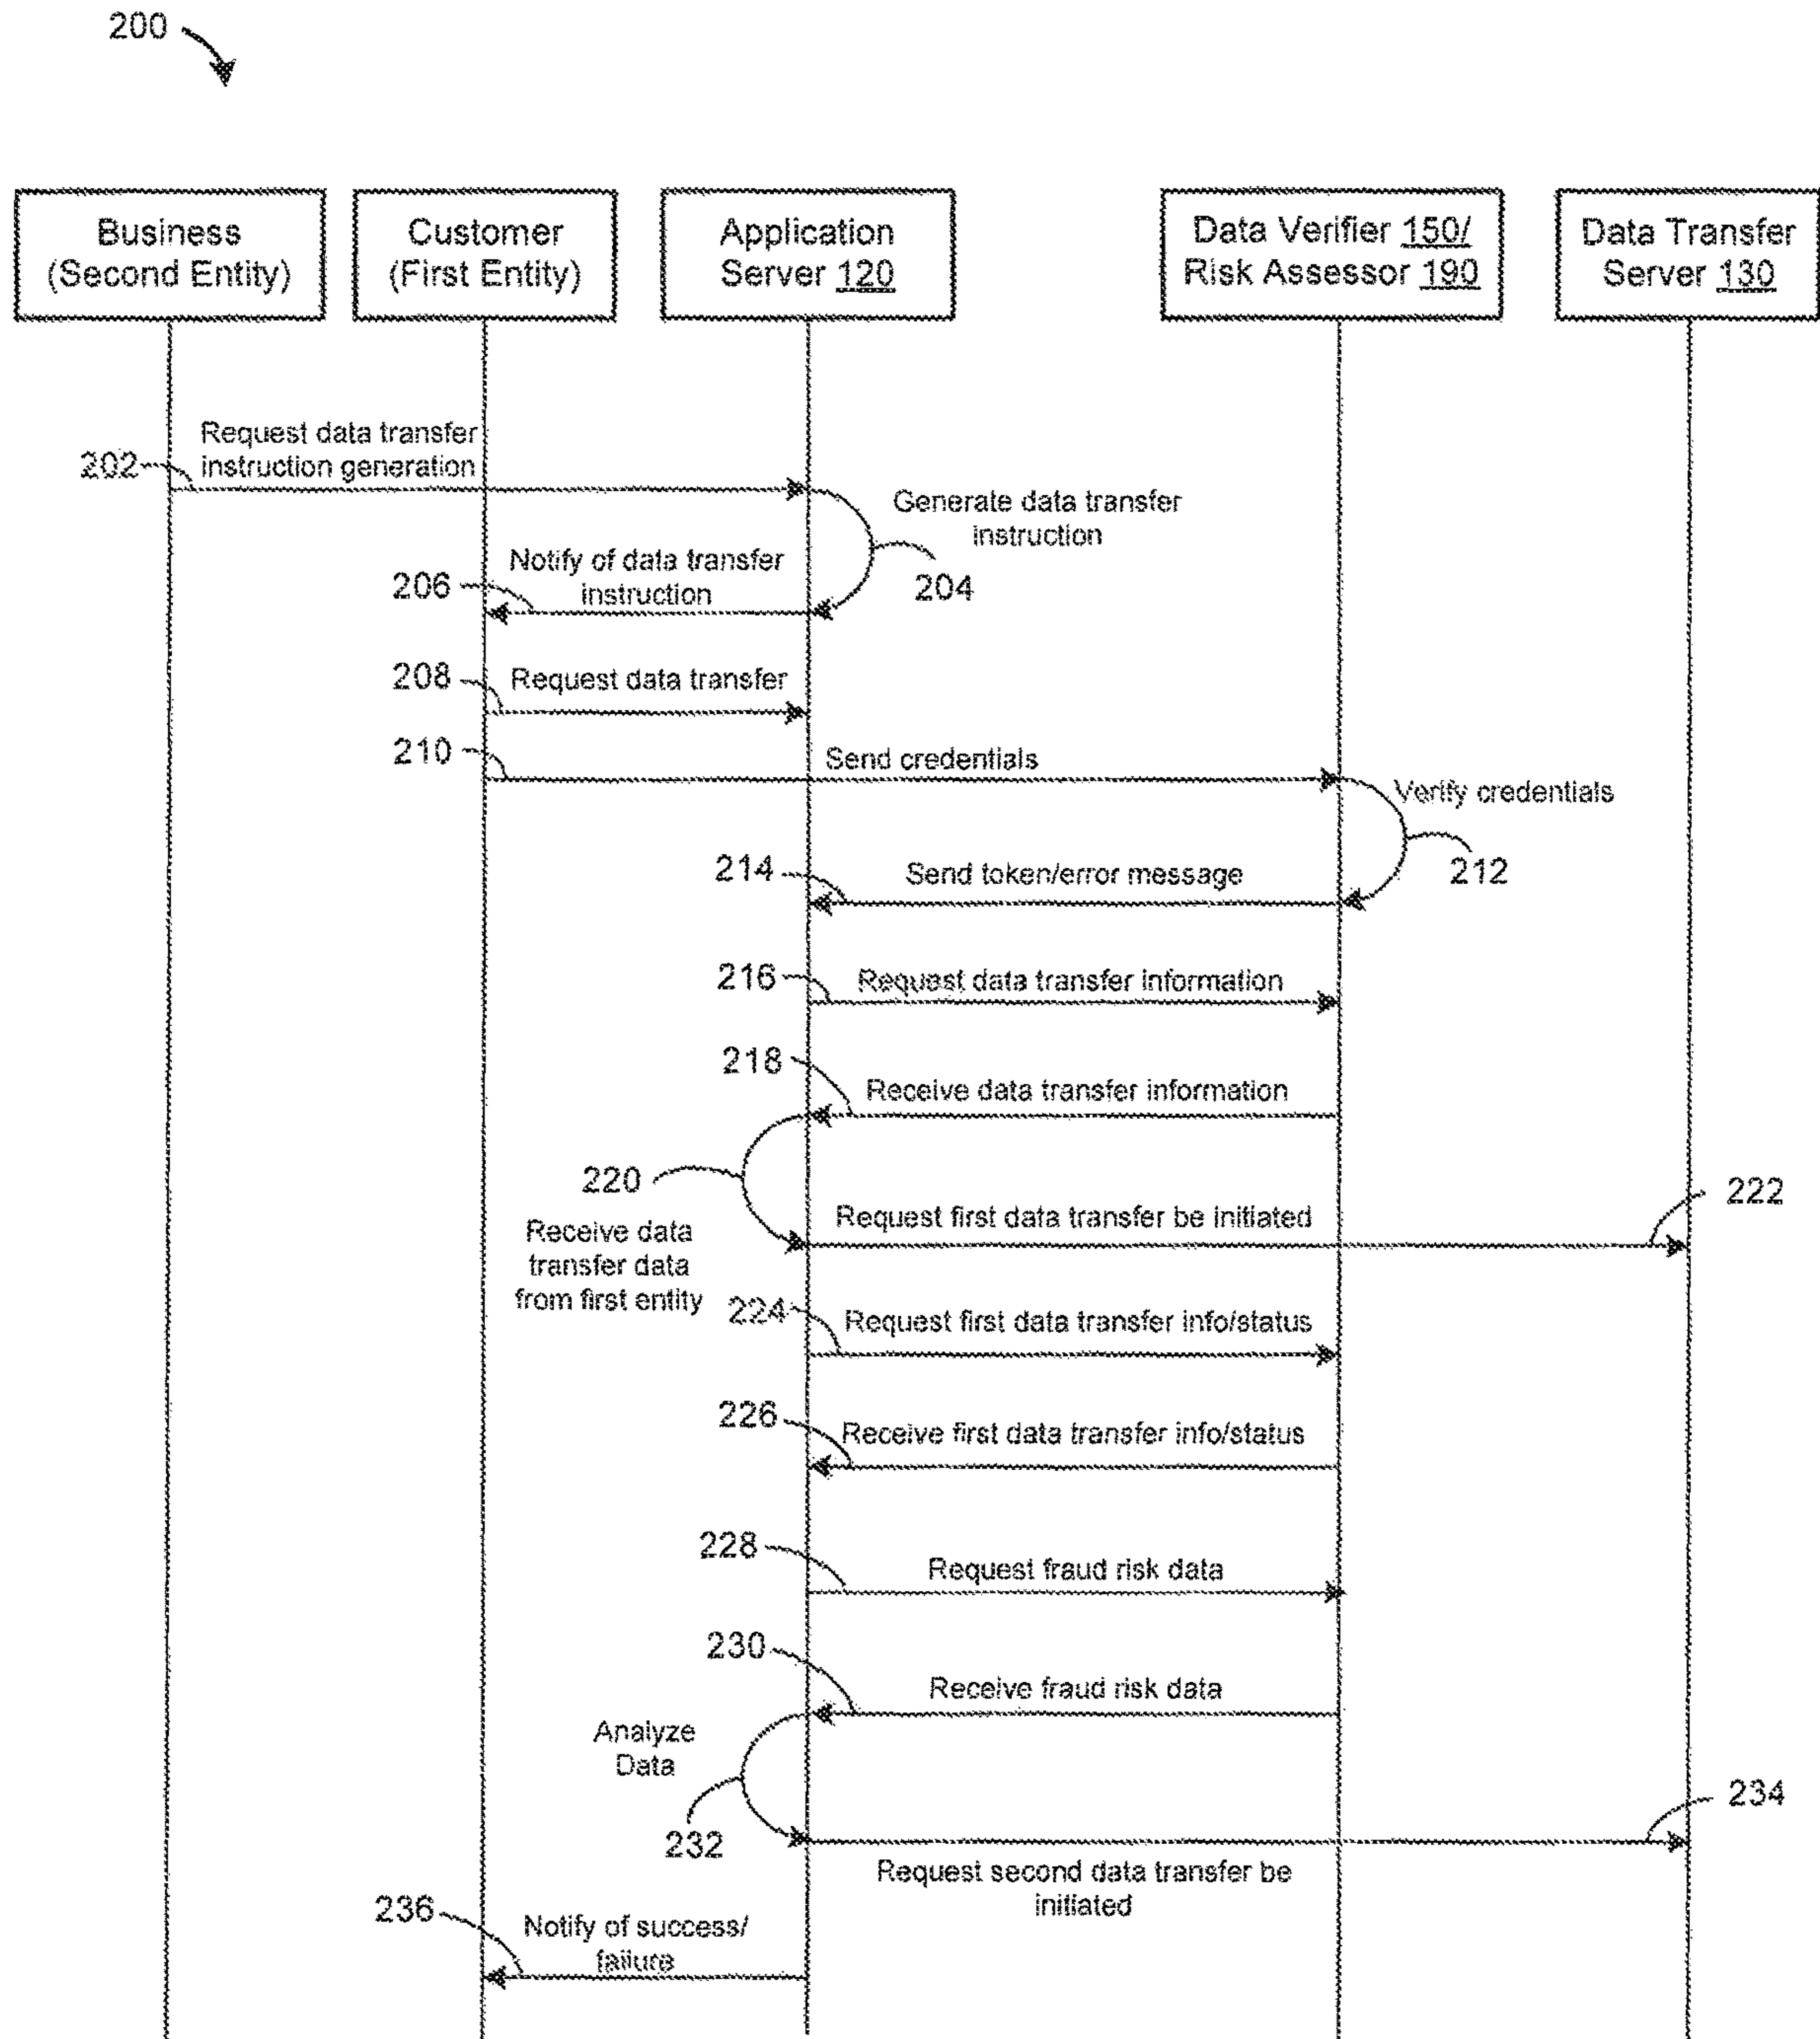 200
Business
(Second Entity)
Customer
(First Entity)
Application
Server 120
Data Verifier 150/
Risk Assessor 190
Data Transfer
Server 130
Request data transfer
instruction generation
202
Generate data transfer
instruction
204
Notify of data transfer
instruction
206
208
Request data transfer
210
Send credentials
Verify credentials
212
214
Send token/error message
216
Request data transfer information
218
Receive data transfer information
220
Receive data
transfer data
from first entity
Request first data transfer be initiated
222
224
Request first data transfer info/status
226
Receive first data transfer info/status
228
Request fraud risk data
230
Receive fraud risk data
Analyze
Data
232
234
Request second data transfer be
initiated
236
Notify of success/
failure